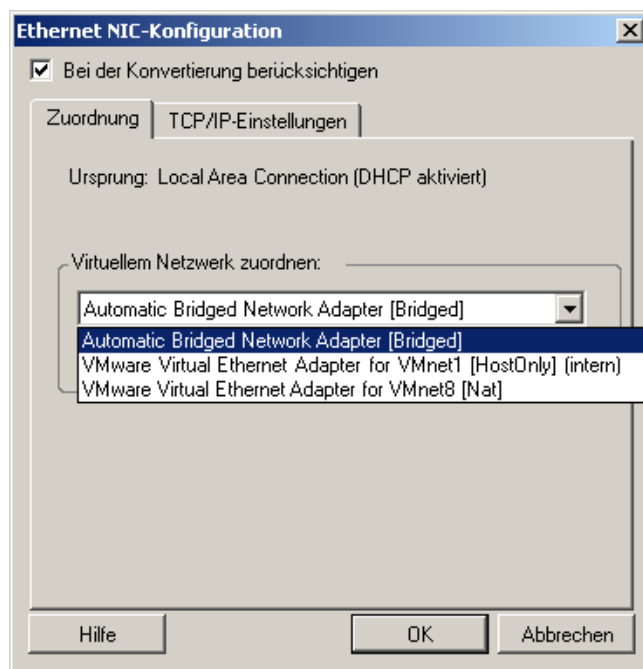 Ethernet NIC-Konfiguration
Bei der Konvertierung berücksichtigen
Zuordnung
TCP/IP-Einstellungen
Ursprung: Local Area Connection (DHCP aktiviert)
Virtuellem Netzwerk zuordnen:
Automatic Bridged Network Adapter [Bridged]
Automatic Bridged Network Adapter [Bridged]
VMware Virtual Ethernet Adapter for VMnet1 [HostOnly] (intern)
VMware Virtual Ethernet Adapter for VMnet8 [Nat]
Hilfe
OK
Abbrechen